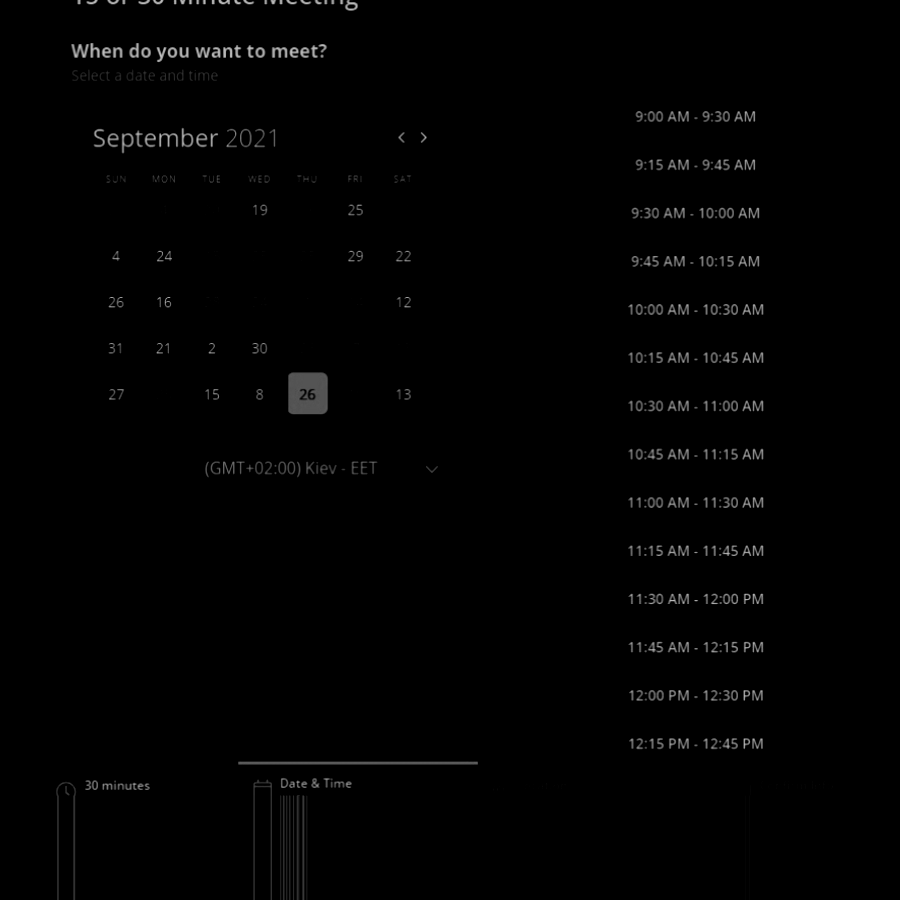 15 or 30 Minute Meeting
When do you want to meet?
Select a date and time
September 2021
SUN MON TUE WED THU FRI SAT
19 25
4 24 29 22
26 16 12
31 21 2 30
27 15 8 26 13
(GMT+02:00) Kiev - EET
9:00 AM - 9:30 AM
9:15 AM - 9:45 AM
9:30 AM - 10:00 AM
9:45 AM - 10:15 AM
10:00 AM - 10:30 AM
10:15 AM - 10:45 AM
10:30 AM - 11:00 AM
10:45 AM - 11:15 AM
11:00 AM - 11:30 AM
11:15 AM - 11:45 AM
11:30 AM - 12:00 PM
11:45 AM - 12:15 PM
12:00 PM - 12:30 PM
12:15 PM - 12:45 PM
30 minutes
Date & Time